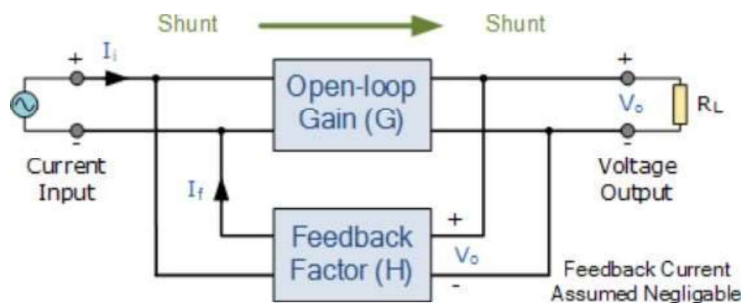 Shunt
Shunt
+
Ii
Open-loop
Gain (G)
+
Vo
RL
-
-
Current
Input
Voltage
Output
If
Feedback
Factor (H)
+
Vo
-
Feedback Current
Assumed Negligable